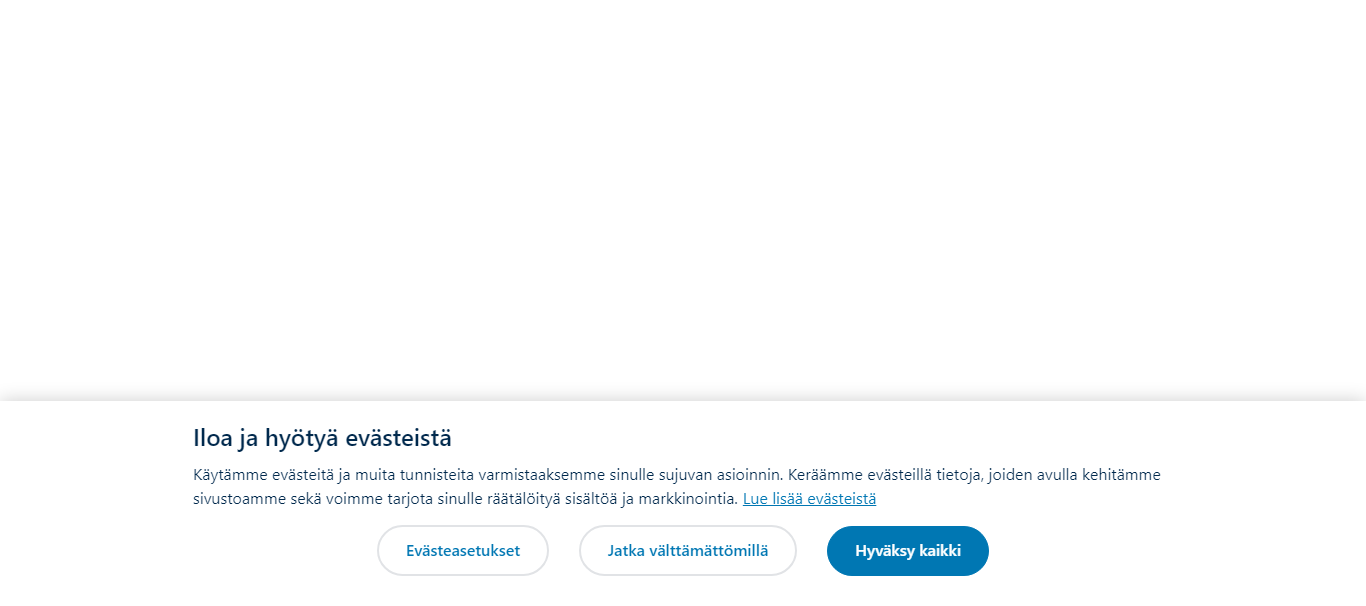 Iloa ja hyötyä evästeistä
Käytämme evästeitä ja muita tunnisteita varmistaaksemme sinulle sujuvan asioinnin. Keräämme evästeillä tietoja, joiden avulla kehitämme
sivustoamme sekä voimme tarjota sinulle räätälöityä sisältöä ja markkinointia. Lue lisää evästeistä
Evästeasetukset
Jatka välttämättömillä
Hyväksy kaikki